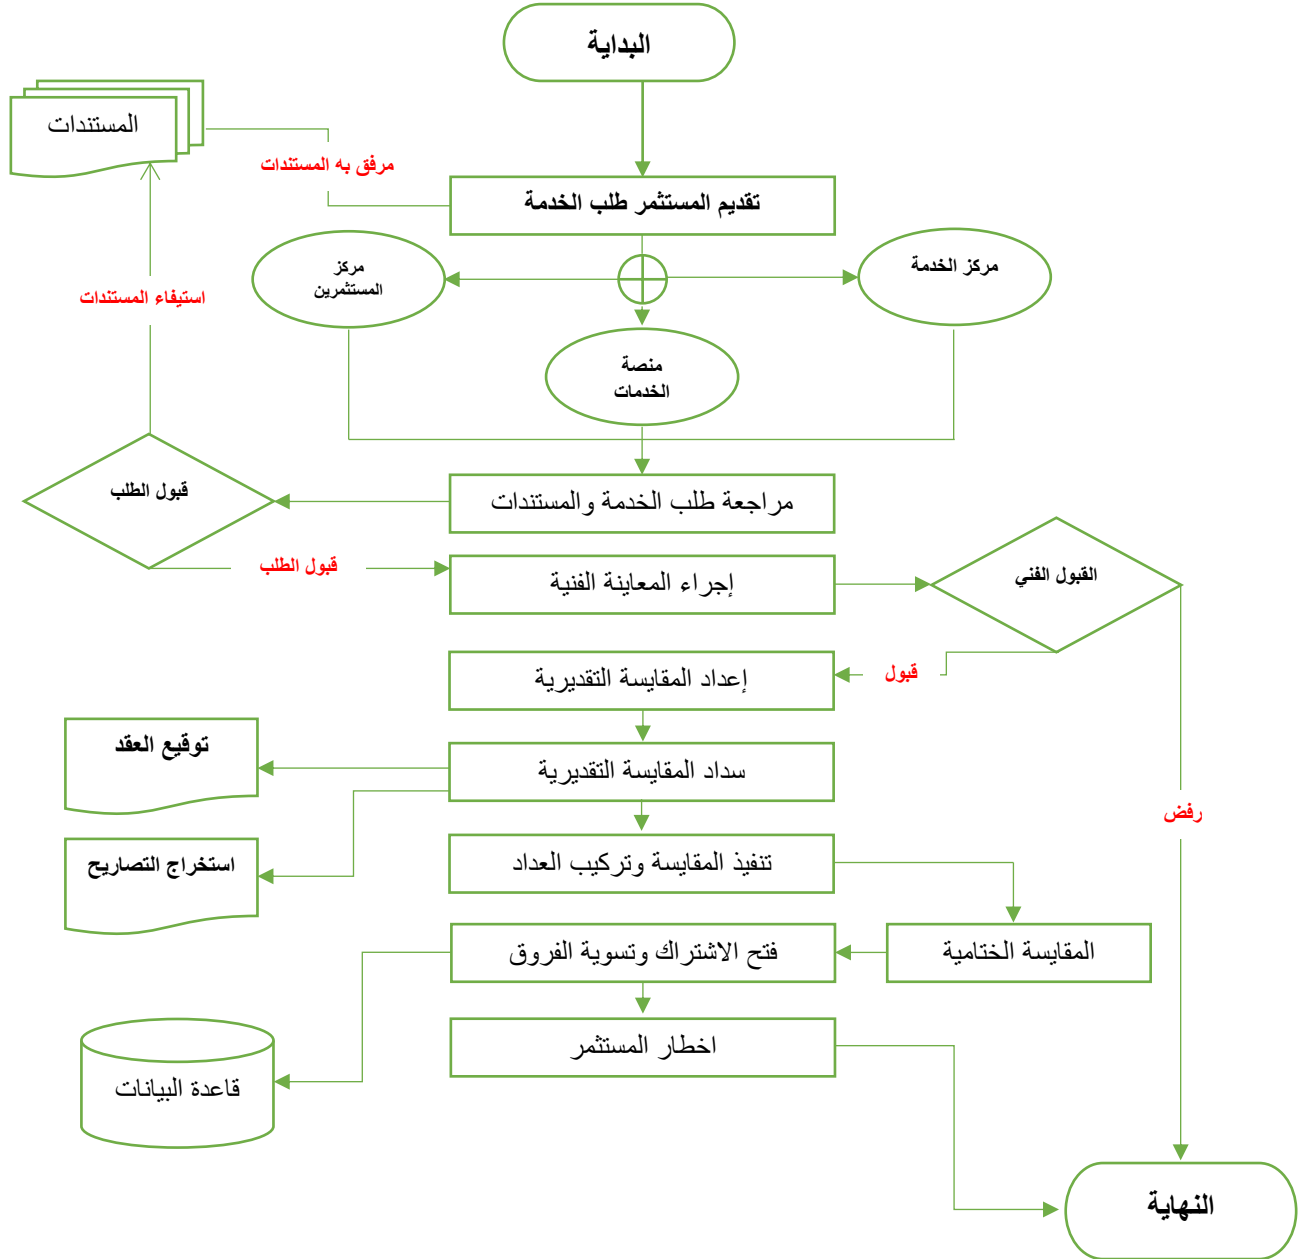 البداية
المستندات
مرفق به المستندات
تقديم المستثمر طلب الخدمة
مركز الخدمة
مركز
المستثمرين
استيفاء المستندات
منصة
الخدمات
قبول الطلب
مراجعة طلب الخدمة والمستندات
قبول الطلب
إجراء المعاينة الفنية
القبول الفني
قبول
إعداد المقايسة التقديرية
توقيع العقد
سداد المقايسة التقديرية
رفض
استخراج التصاريح
تنفيذ المقايسة وتركيب العداد
المقايسة الختامية
فتح الاشتراك وتسوية الفروق
اخطار المستثمر
قاعدة البيانات
النهاية